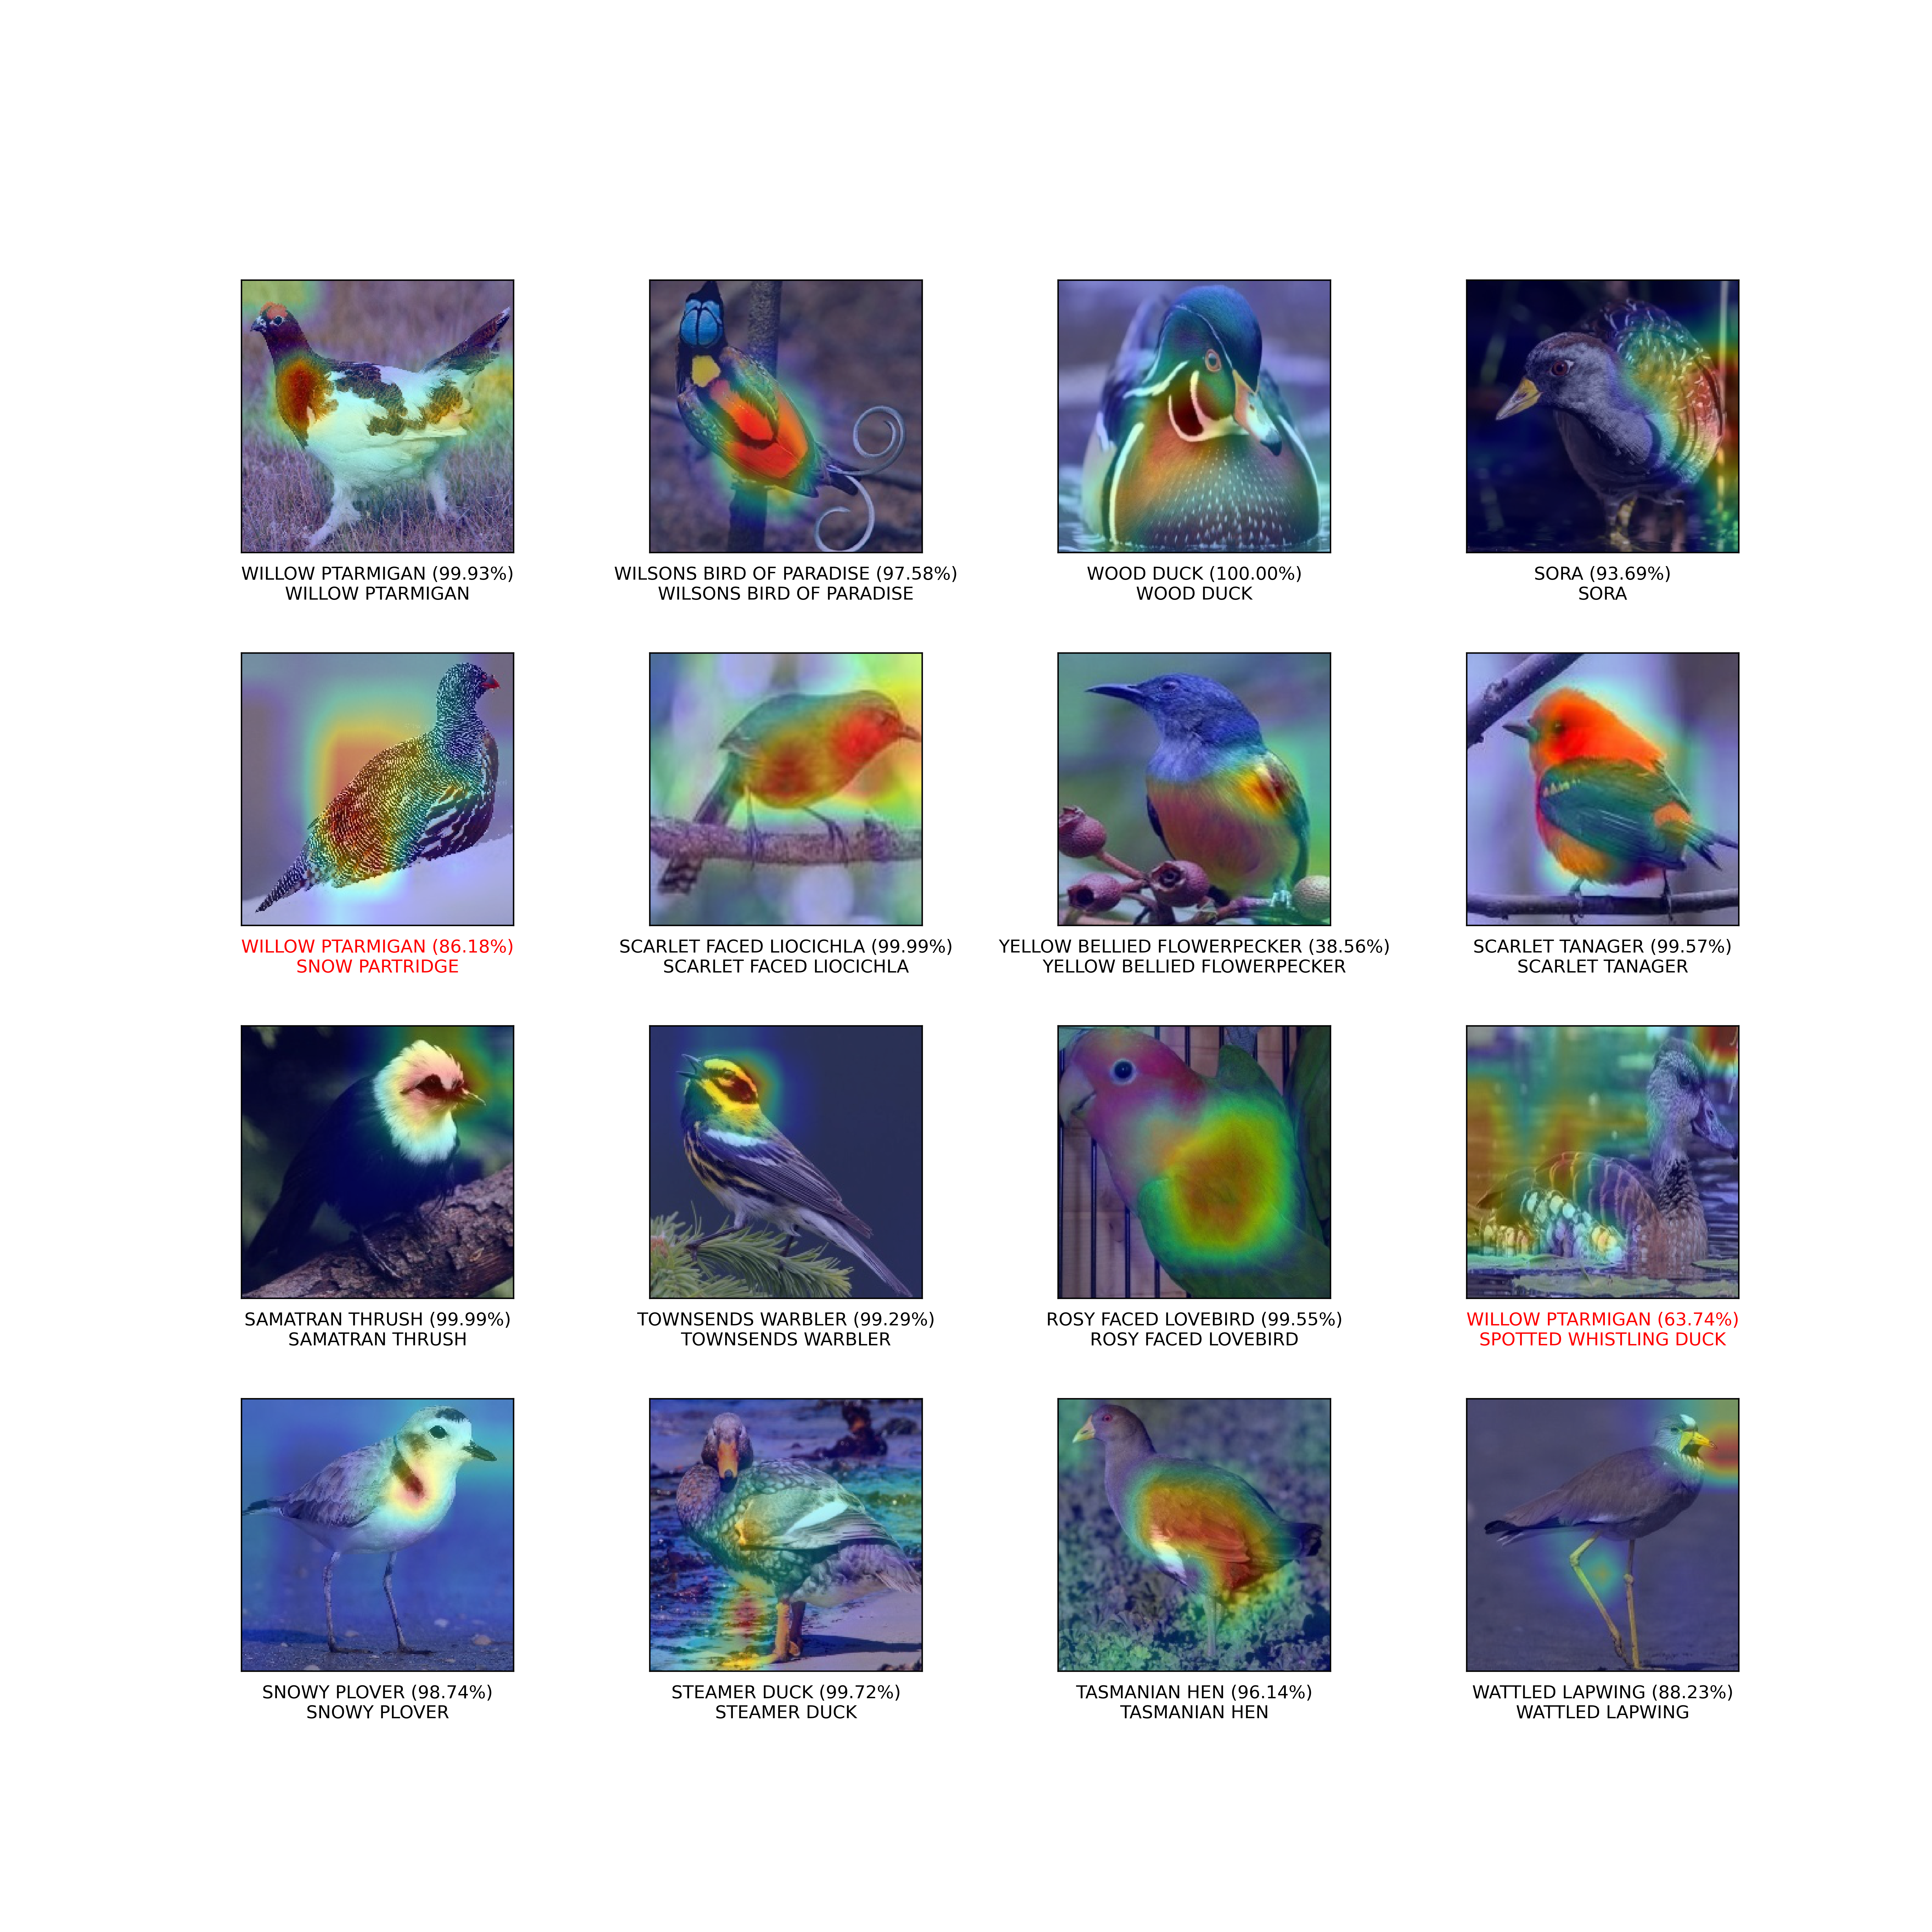 WILLOW PTARMIGAN (99.93%)
WILLOW PTARMIGAN
WILSONS BIRD OF PARADISE (97.58%)
WILSONS BIRD OF PARADISE
WOOD DUCK (100.00%)
WOOD DUCK
SORA (93.69%)
SORA
WILLOW PTARMIGAN (86.18%)
SNOW PARTRIDGE
SCARLET FACED LIOCICHLA (99.99%)
SCARLET FACED LIOCICHLA
YELLOW BELLIED FLOWERPECKER (38.56%)
YELLOW BELLIED FLOWERPECKER
SCARLET TANAGER (99.57%)
SCARLET TANAGER
SAMATRAN THRUSH (99.99%)
SAMATRAN THRUSH
TOWNSENDS WARBLER (99.29%)
TOWNSENDS WARBLER
ROSY FACED LOVEBIRD (99.55%)
ROSY FACED LOVEBIRD
WILLOW PTARMIGAN (63.74%)
SPOTTED WHISTLING DUCK
SNOWY PLOVER (98.74%)
SNOWY PLOVER
STEAMER DUCK (99.72%)
STEAMER DUCK
TASMANIAN HEN (96.14%)
TASMANIAN HEN
WATTLED LAPWING (88.23%)
WATTLED LAPWING